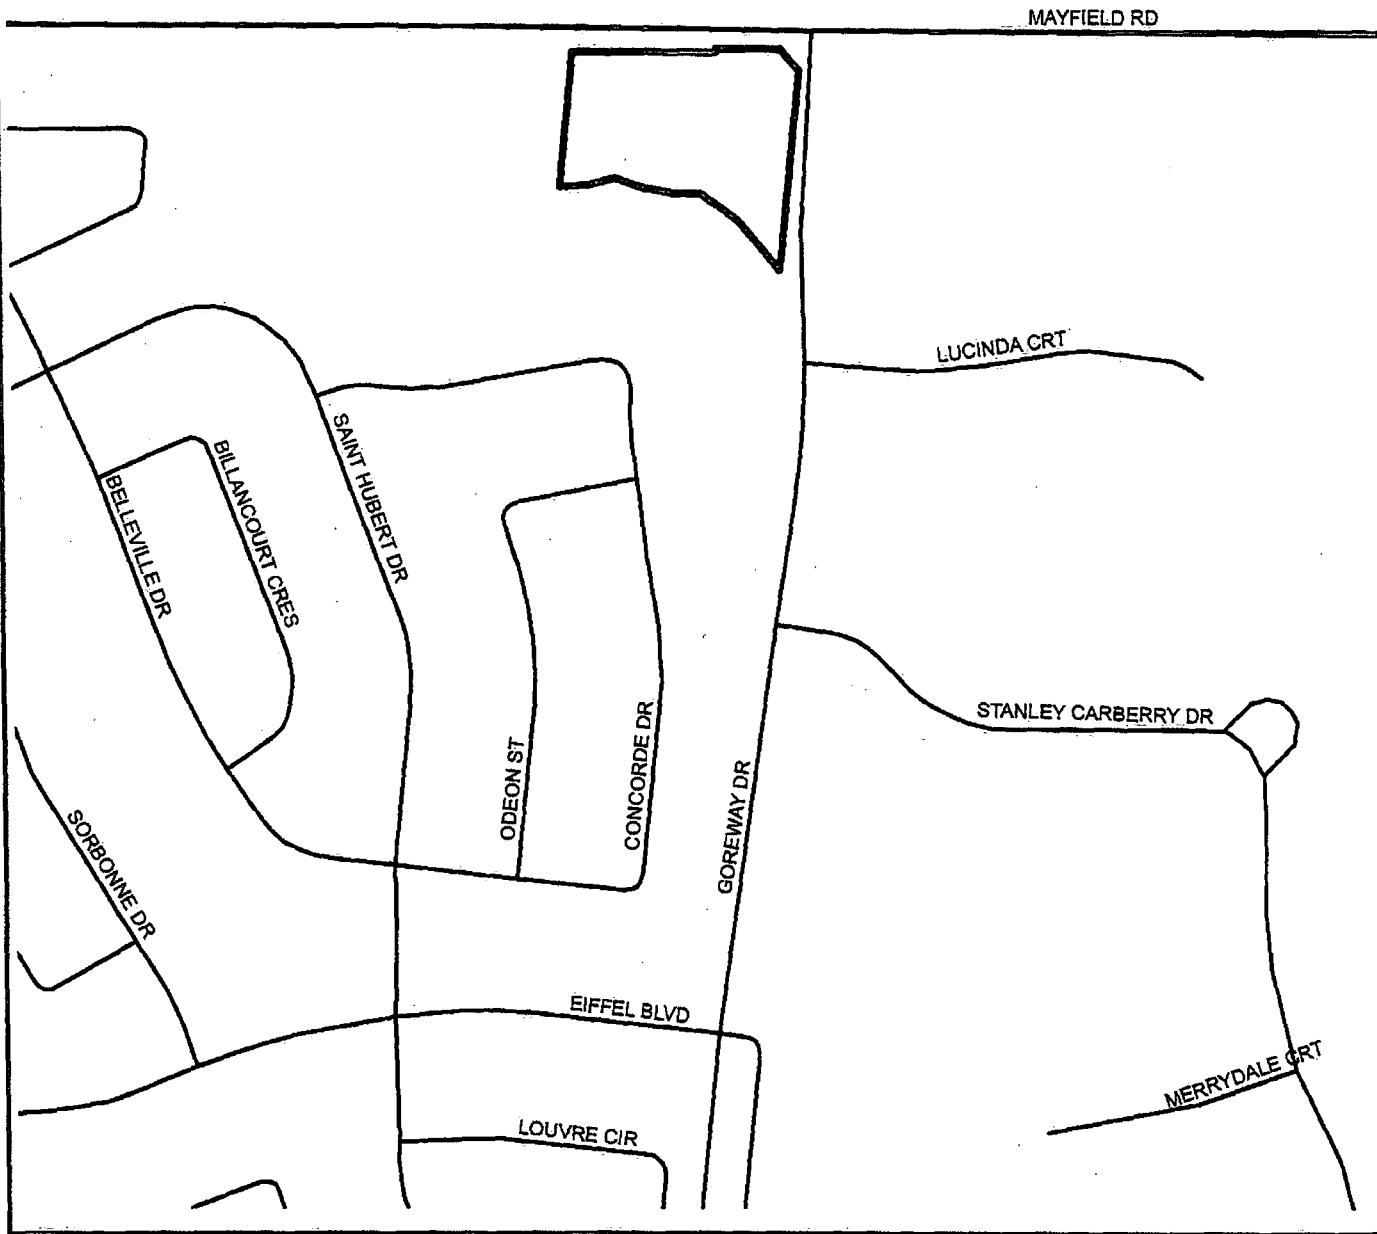 MAYFIELD RD
LUCINDA CRT
SAINT HUBERT DR
BILLANCOURT CRES
BELLEVILLE DR
STANLEY CARBERRY DR
CONCORDE DR
ODEON ST
GOREWAY DR
SORBONNE DR
EIFFEL BLVD
MERRYDALE CRT
LOUVRE CIR